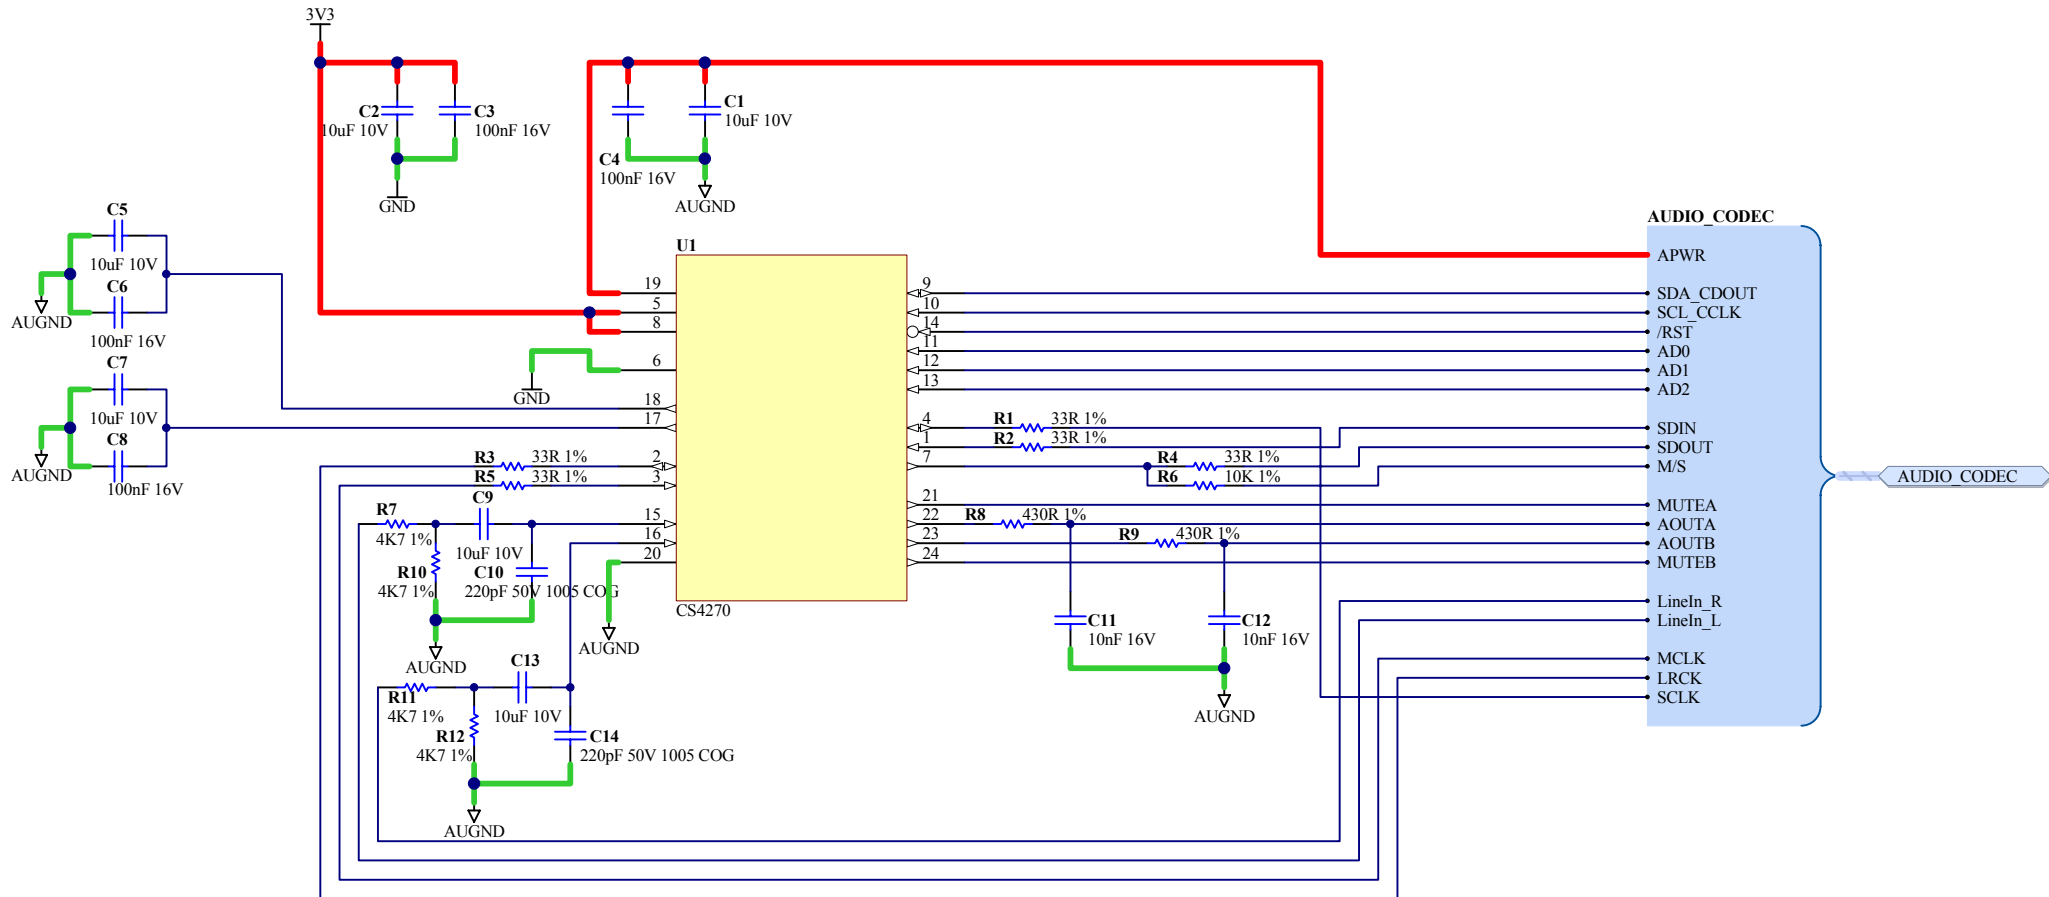 3V3
C2
10uF 10V
C3
100nF 16V
GND
C1
10uF 10V
C4
100nF 16V
AUGND
C5
10uF 10V
C6
100nF 16V
AUGND
C7
10uF 10V
C8
100nF 16V
AUGND
U1
19
5
8
6
GND
18
17
R3 33R 1% 2
R5 33R 1% 3
R7
4K7 1%
C9
10uF 10V
15
16
20
R10
4K7 1%
C10
220pF 50V 1005 COG
AUGND
AUGND
CS4270
R11
4K7 1%
C13
10uF 10V
R12
4K7 1%
C14
220pF 50V 1005 COG
AUGND
9
10
14
11
12
13
4 R1 33R 1%
1 R2 33R 1%
7 R4 33R 1%
R6 10K 1%
21
22 R8 430R 1%
23 R9 430R 1%
24
C11
10nF 16V
C12
10nF 16V
AUGND
AUDIO_CODEC
APWR
SDA_CDOUT
SCL_CCLK
/RST
AD0
AD1
AD2
SDIN
SDOUT
M/S
MUTEA
AOUTA
AOUTB
MUTEB
LineIn_R
LineIn_L
MCLK
LRCK
SCLK
AUDIO_CODEC